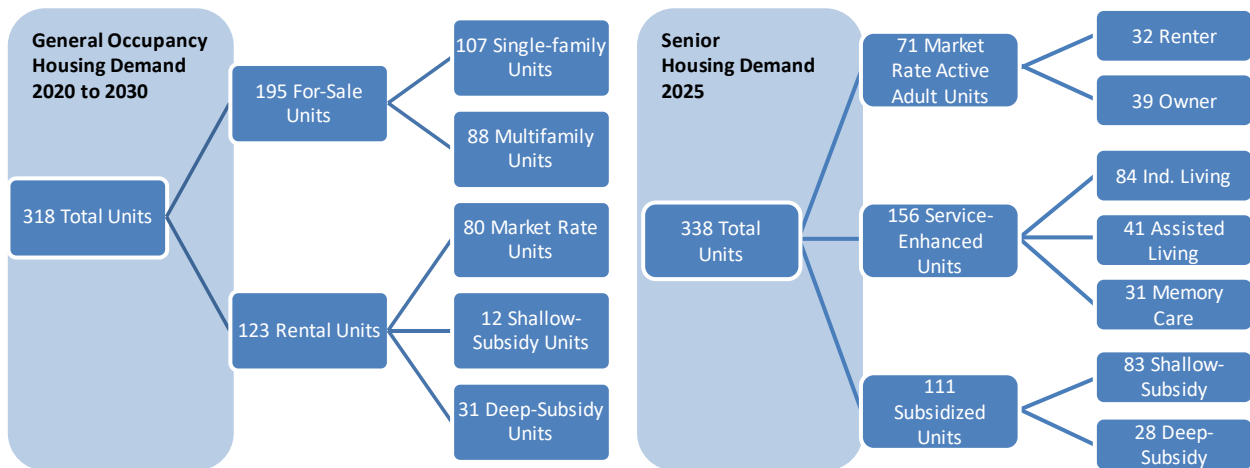 General Occupancy
Housing Demand
2020 to 2030
318 Total Units
195 For-Sale
Units
107 Single-family
Units
88 Multifamily
Units
123 Rental Units
80 Market Rate
Units
12 Shallow-
Subsidy Units
31 Deep-Subsidy
Units
Senior
Housing Demand
2025
338 Total
Units
71 Market
Rate Active
Adult Units
32 Renter
39 Owner
156 Service-
Enhanced
Units
84 Ind. Living
41 Assisted
Living
31 Memory
Care
111
Subsidized
Units
83 Shallow-
Subsidy
28 Deep-
Subsidy